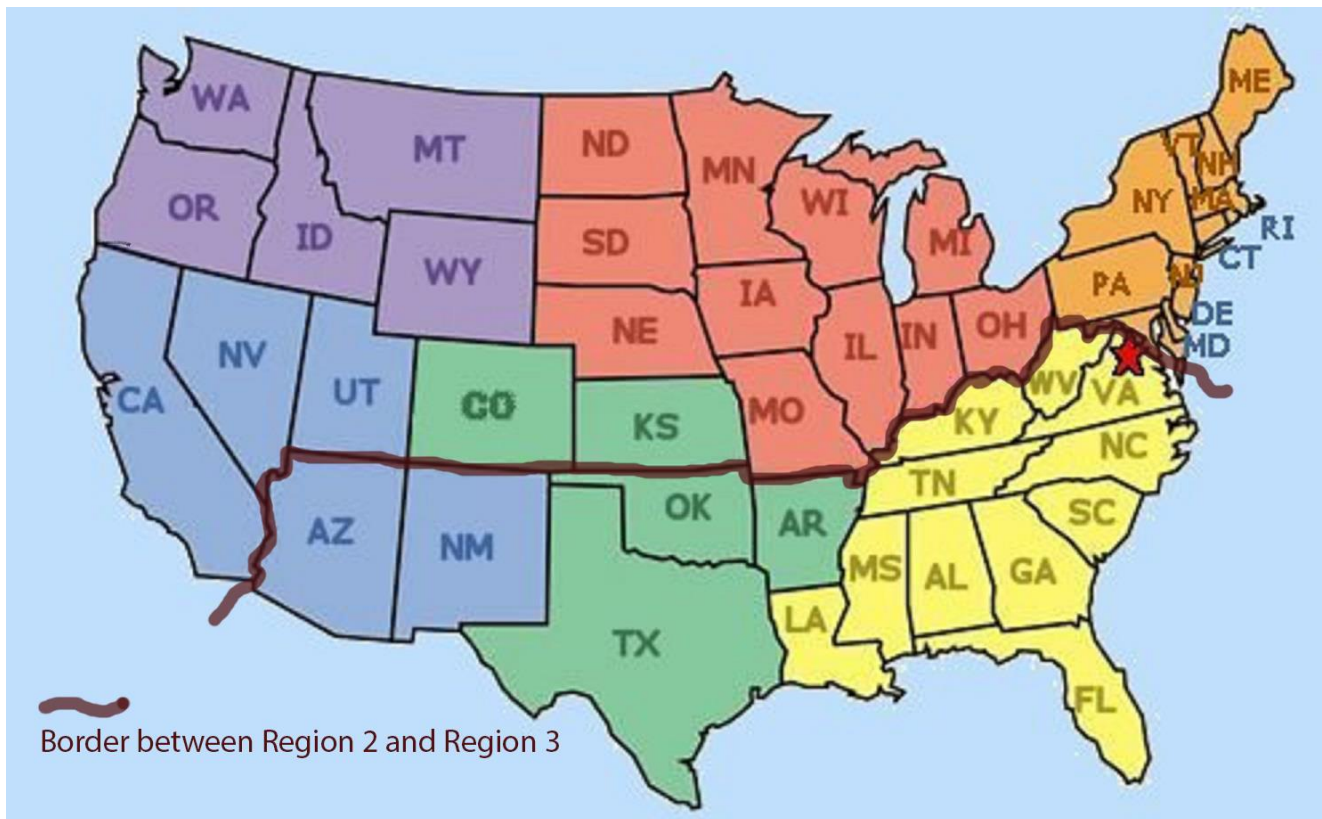 WA
MT
ND
MN
ME
VT
NH
OR
ID
WY
SD
WI
MI
NY
MA
RI
CT
IA
PA
NJ
NE
IL
IN
OH
DE
MD
NV
UT
CO
KS
MO
CA
KY
WV
VA
NC
TN
AZ
NM
OK
AR
SC
MS
AL
GA
LA
TX
FL
Border between Region 2 and Region 3